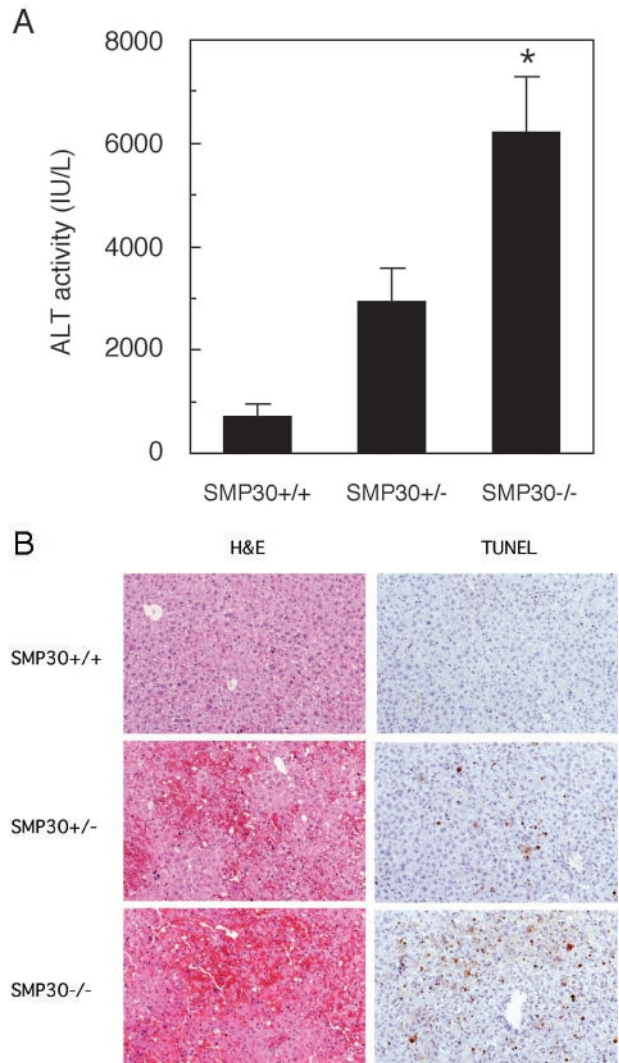 A
8000
6000
4000
2000
0
ALT activity (IU/L)
*
SMP30+/+ SMP30+/- SMP30-/-
B
H&E TUNEL
SMP30+/+
SMP30+/-
SMP30-/-